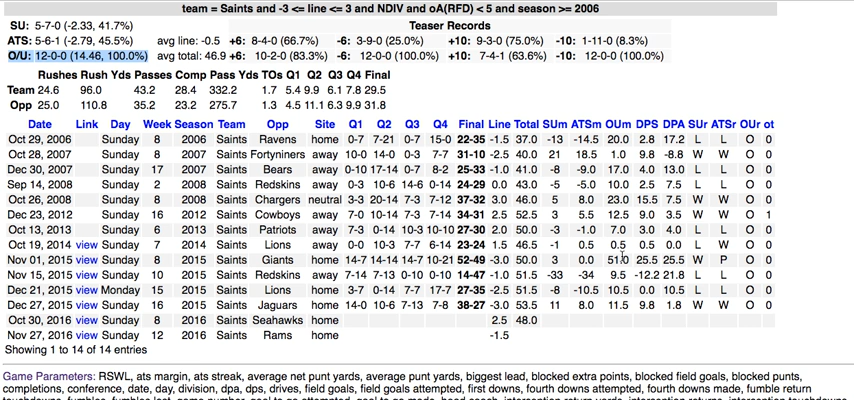 team = Saints and -3 <= line <= 3 and NDIV and oA(RFD) < 5 and season >= 2006
SU: 5-7-0 (-2.33, 41.7%) Teaser Records
ATS: 5-6-1 (-2.79, 45.5%) avg line: -0.5 +6: 8-4-0 (66.7%) -6: 3-9-0 (25.0%) +10: 9-3-0 (75.0%) -10: 1-11-0 (8.3%)
O/U: 12-0-0 (14.46, 100.0%) avg total: 46.9 +6: 10-2-0 (83.3%) -6: 12-0-0 (100.0%) +10: 7-4-1 (63.6%) -10: 12-0-0 (100.0%)
Rushes Rush Yds Passes Comp Pass Yds TOs Q1 Q2 Q3 Q4 Final
Team 24.6 96.0 43.2 28.4 332.2 1.7 5.4 9.9 6.1 7.8 29.5
Opp 25.0 110.8 35.2 23.2 275.7 1.3 4.5 11.1 6.3 9.9 31.8
Date Link Day Week Season Team Opp Site Q1 Q2 Q3 Q4 Final Line Total SUm ATSm OUm DPS DPA SUr ATSr OUr ot
Oct 29, 2006 Sunday 8 2006 Saints Ravens home 0-7 7-21 0-7 15-0 22-35 -1.5 37.0 -13 -14.5 20.0 2.8 17.2 L L O 0
Oct 28, 2007 Sunday 8 2007 Saints Fortyniners away 10-0 14-0 0-3 7-7 31-10 -2.5 40.0 21 18.5 1.0 9.8 -8.8 W W O 0
Dec 30, 2007 Sunday 17 2007 Saints Bears away 0-10 17-14 0-7 8-2 25-33 -1.0 41.0 -8 -9.0 17.0 4.0 13.0 L L O 0
Sep 14, 2008 Sunday 2 2008 Saints Redskins away 0-3 10-6 14-6 0-14 24-29 0.0 43.0 -5 -5.0 10.0 2.5 7.5 L L O 0
Oct 26, 2008 Sunday 8 2008 Saints Chargers neutral 3-3 20-14 7-3 7-12 37-32 3.0 46.0 5 8.0 23.0 15.5 7.5 W W O 0
Dec 23, 2012 Sunday 16 2012 Saints Cowboys away 7-0 10-14 7-3 7-14 34-31 2.5 52.5 3 5.5 12.5 9.0 3.5 W W O 1
Oct 13, 2013 Sunday 6 2013 Saints Patriots away 7-3 0-14 10-3 10-10 27-30 2.0 50.0 -3 -1.0 7.0 3.0 4.0 L L O 0
Oct 19, 2014 view Sunday 7 2014 Saints Lions away 0-0 10-3 7-7 6-14 23-24 1.5 46.5 -1 0.5 0.5 0.5 0.0 L W O 0
Nov 01, 2015 view Sunday 8 2015 Saints Giants home 14-7 14-14 14-7 10-21 52-49 -3.0 50.0 3 0.0 51.0 25.5 25.5 W P O 0
Nov 15, 2015 view Sunday 10 2015 Saints Redskins away 7-14 7-13 0-10 0-10 14-47 -1.0 51.5 -33 -34 9.5 -12.2 21.8 L L O 0
Dec 21, 2015 view Monday 15 2015 Saints Lions home 3-7 0-14 7-7 17-7 27-35 -2.5 51.5 -8 -10.5 10.5 0.0 10.5 L L O 0
Dec 27, 2015 view Sunday 16 2015 Saints Jaguars home 14-0 10-6 7-13 7-8 38-27 -3.0 53.5 11 8.0 11.5 9.8 1.8 W W O 0
Oct 30, 2016 view Sunday 8 2016 Saints Seahawks home 2.5 48.0
Nov 27, 2016 view Sunday 12 2016 Saints Rams home -1.5
Showing 1 to 14 of 14 entries
Game Parameters: RSWL, ats margin, ats streak, average net punt yards, average punt yards, biggest lead, blocked extra points, blocked field goals, blocked punts,
completions, conference, date, day, division, dpa, dps, drives, field goals, field goals attempted, first downs, fourth downs attempted, fourth downs made, fumble return